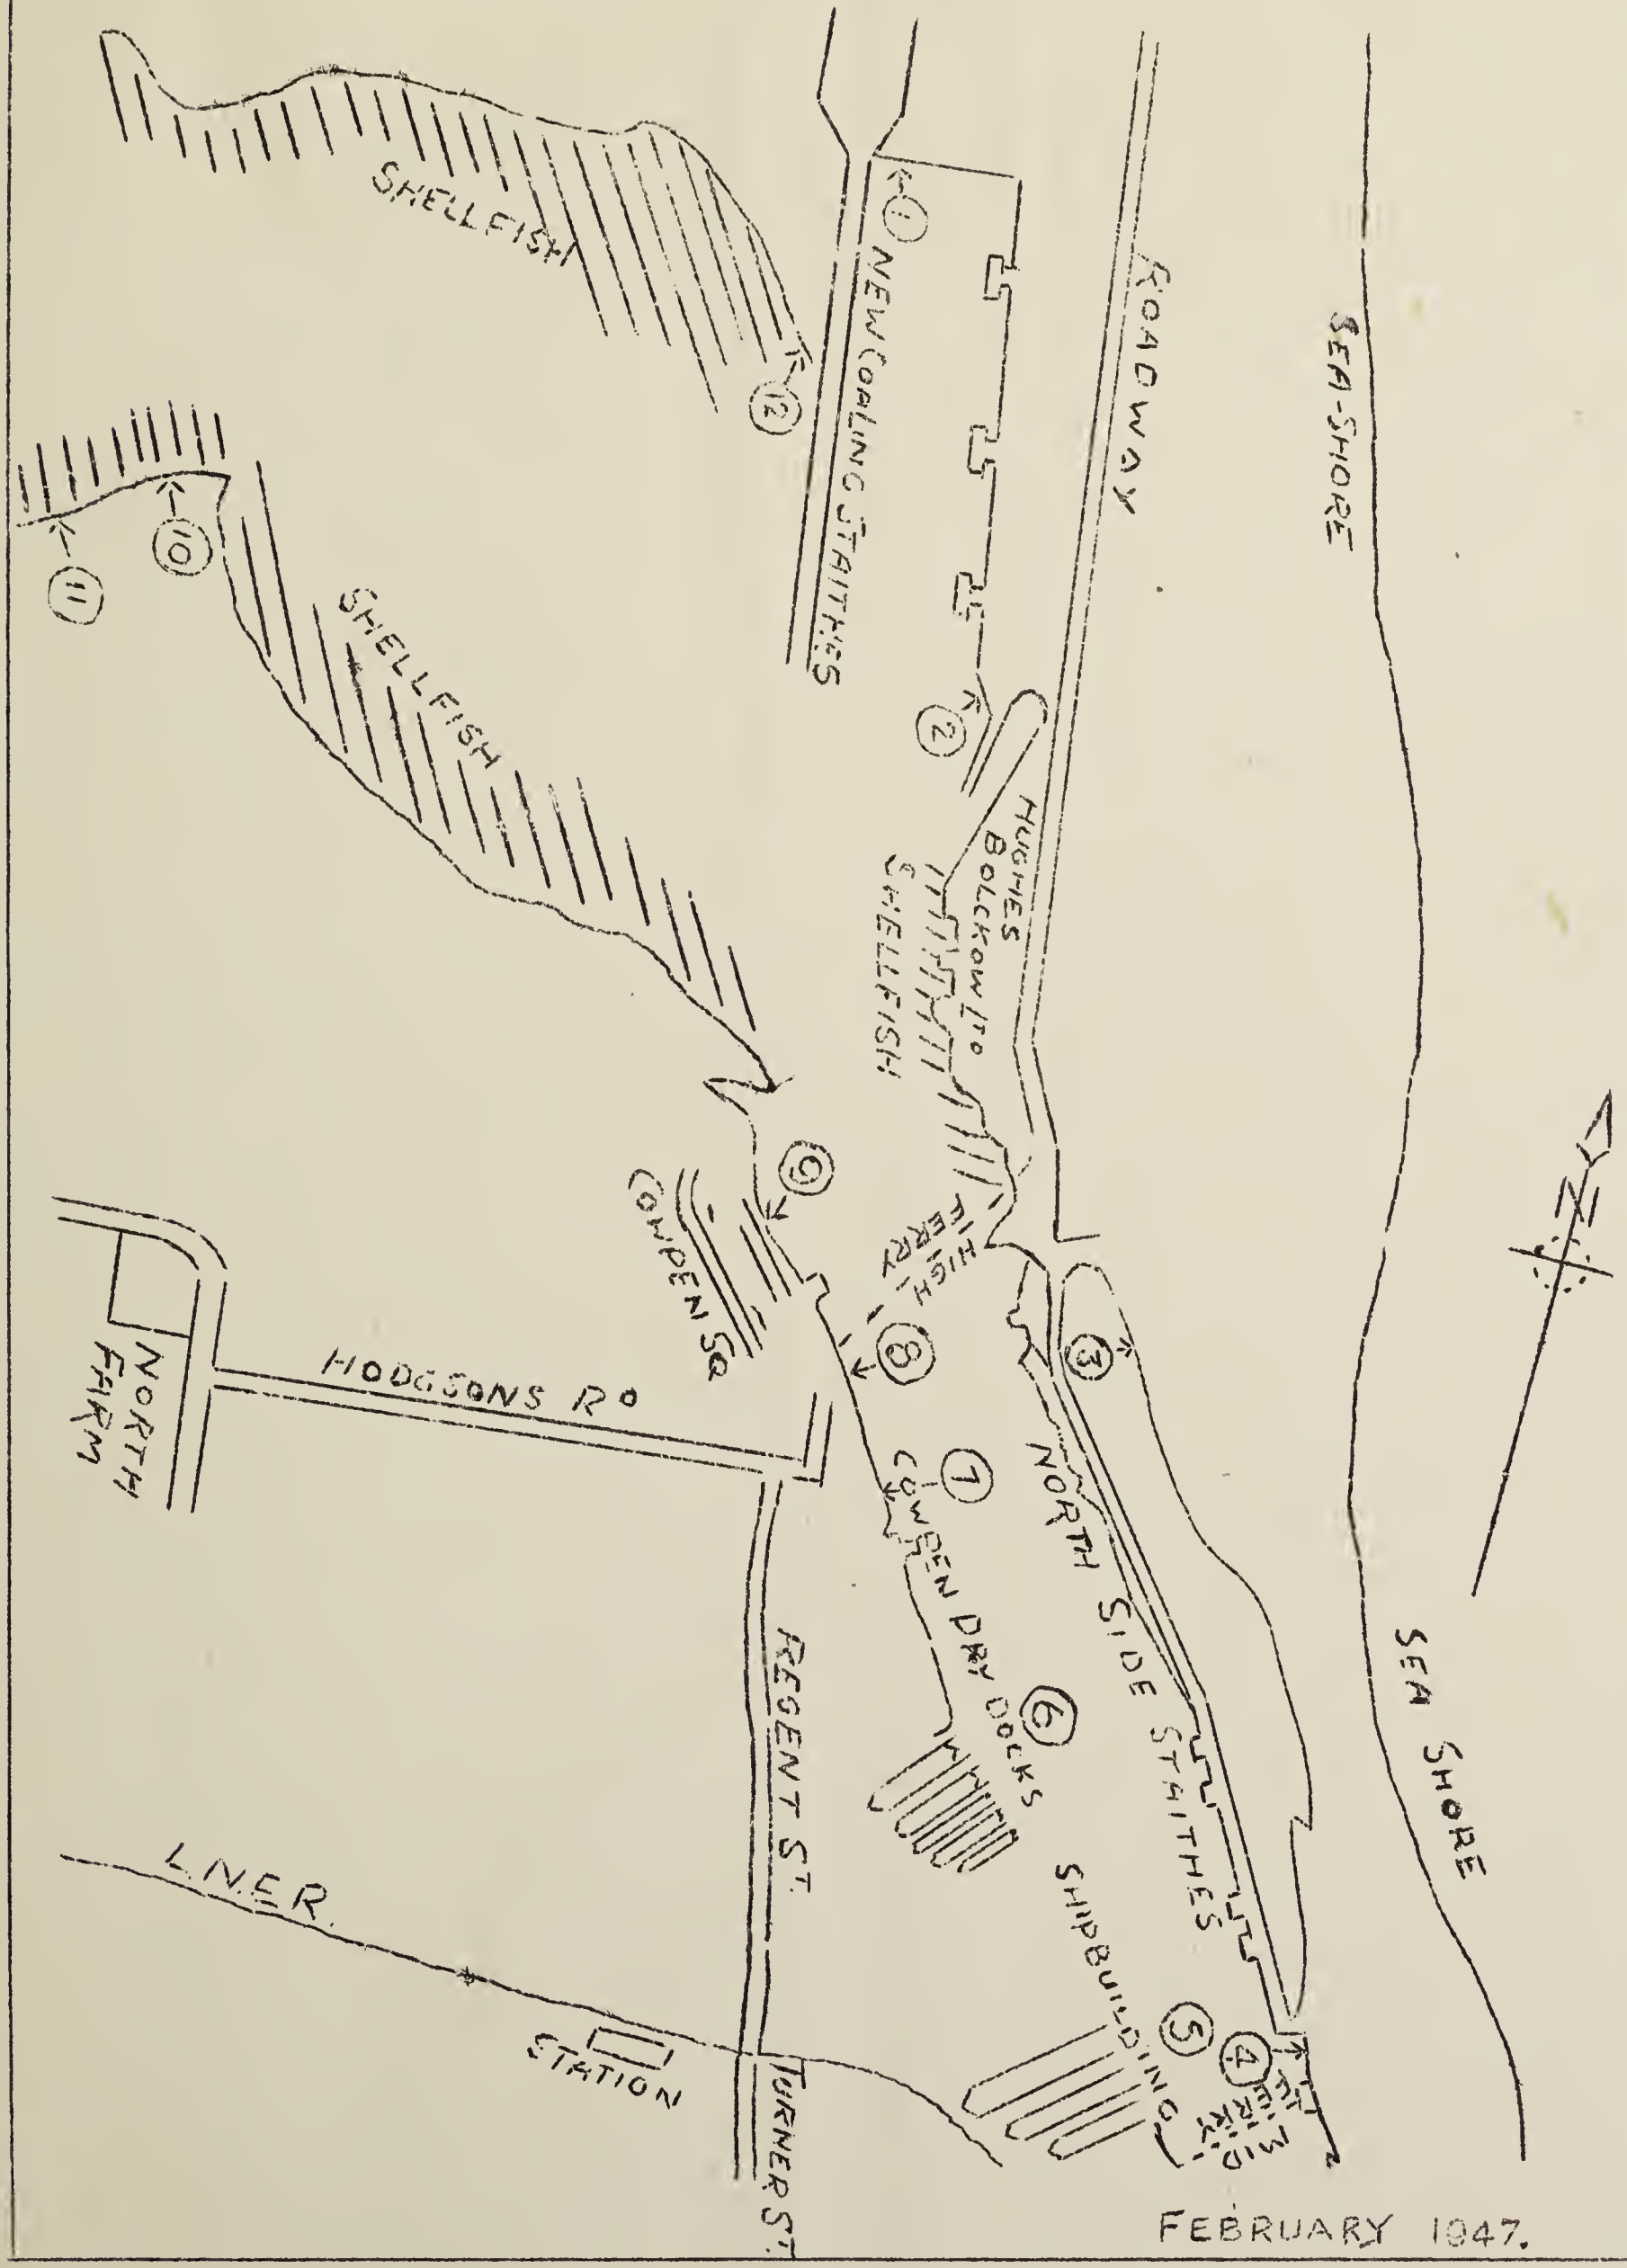 SEA-SHORE
SEA SHORE
ROADWAY
N
1
NEW COALING STAITHES
SHELLFISH
12
2
HUGHES
BOLCKOW LTD
SHELLFISH
10
11
SHELLFISH
HIGH
FERRY
3
9
COWPEN SQ
8
7
COWPEN DRY DOCKS
6
NORTH SIDE STAITHES
HODGSONS RD
NORTH
FARM
REGENT ST.
SHIPBUILDING
5
4
MID
FERRY
L.N.E.R.
STATION
TURNER ST.
FEBRUARY 1947.